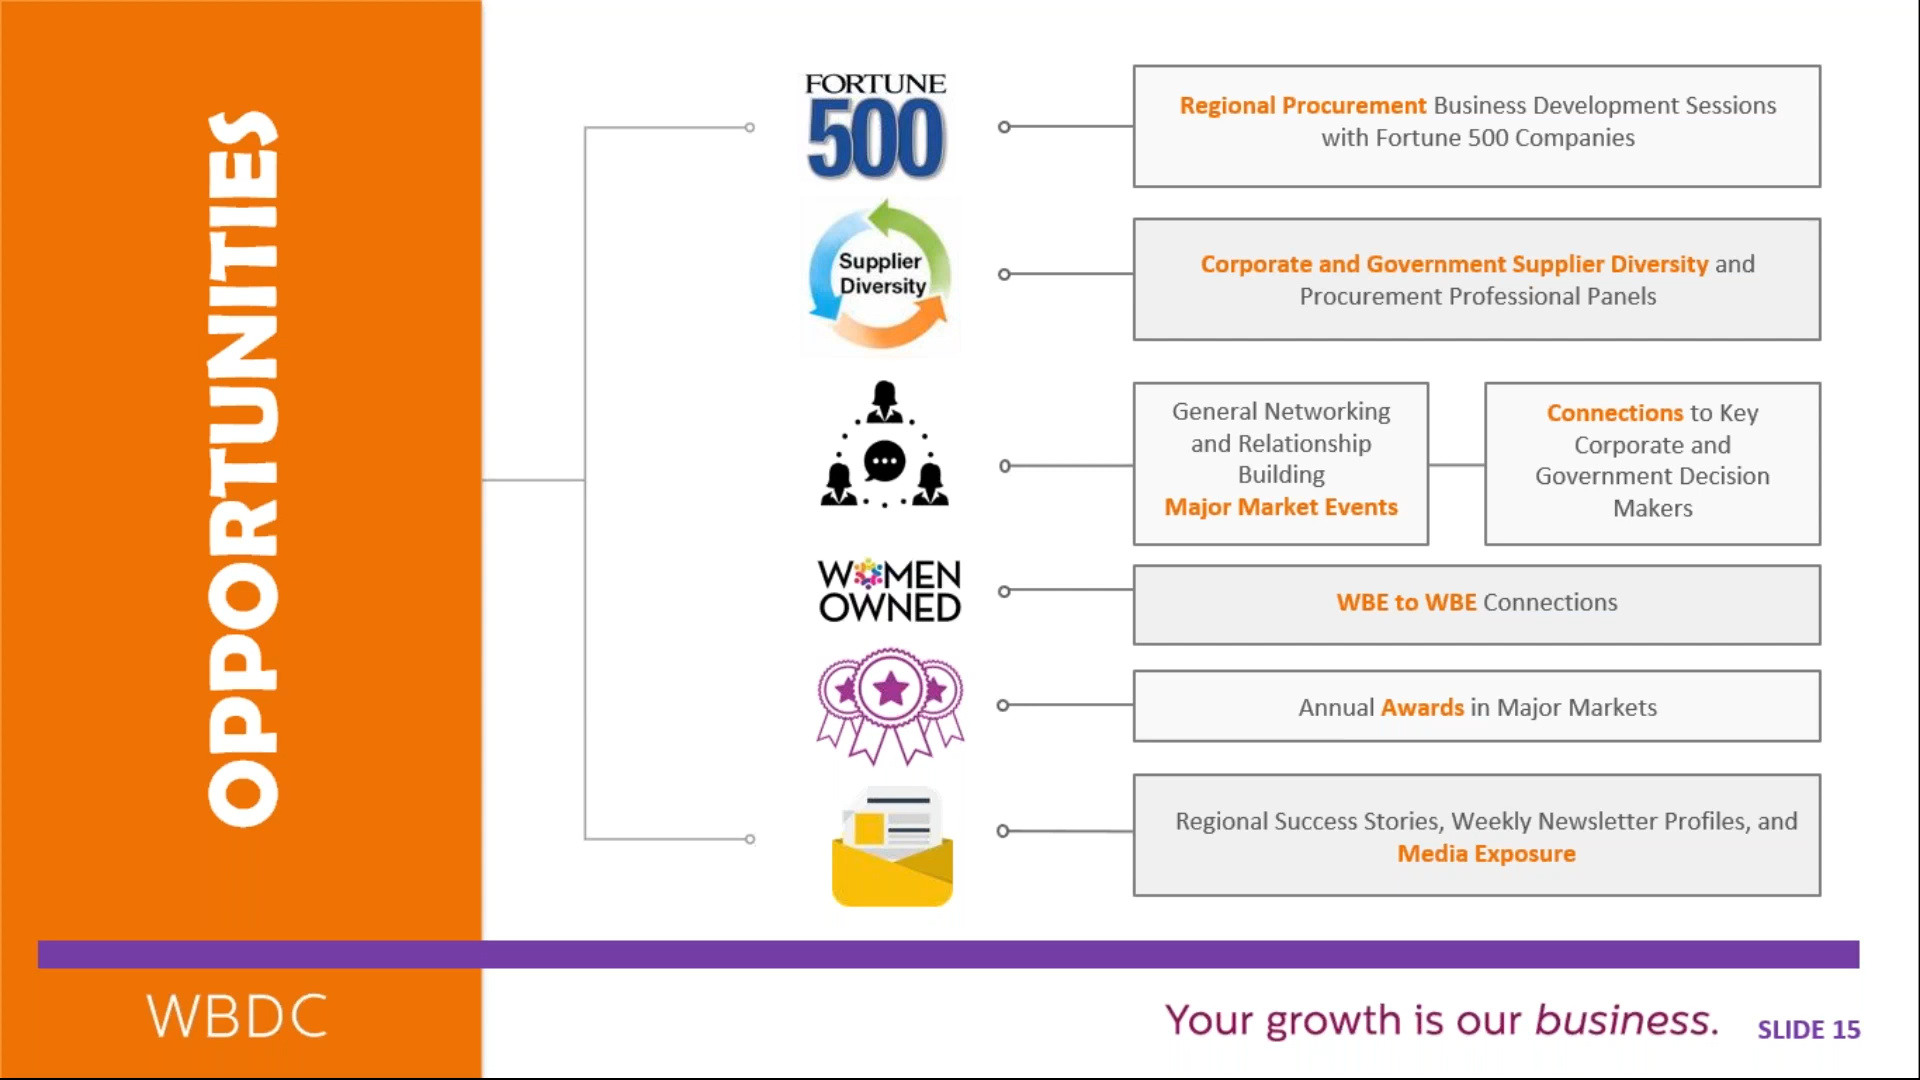 OPPORTUNITIES
FORTUNE
500
Regional Procurement Business Development Sessions
with Fortune 500 Companies
Supplier
Diversity
Corporate and Government Supplier Diversity and
Procurement Professional Panels
General Networking
and Relationship
Building
Major Market Events
Connections to Key
Corporate and
Government Decision
Makers
WOMEN
OWNED
WBE to WBE Connections
Annual Awards in Major Markets
Regional Success Stories, Weekly Newsletter Profiles, and
Media Exposure
WBDC
Your growth is our business.
SLIDE 15